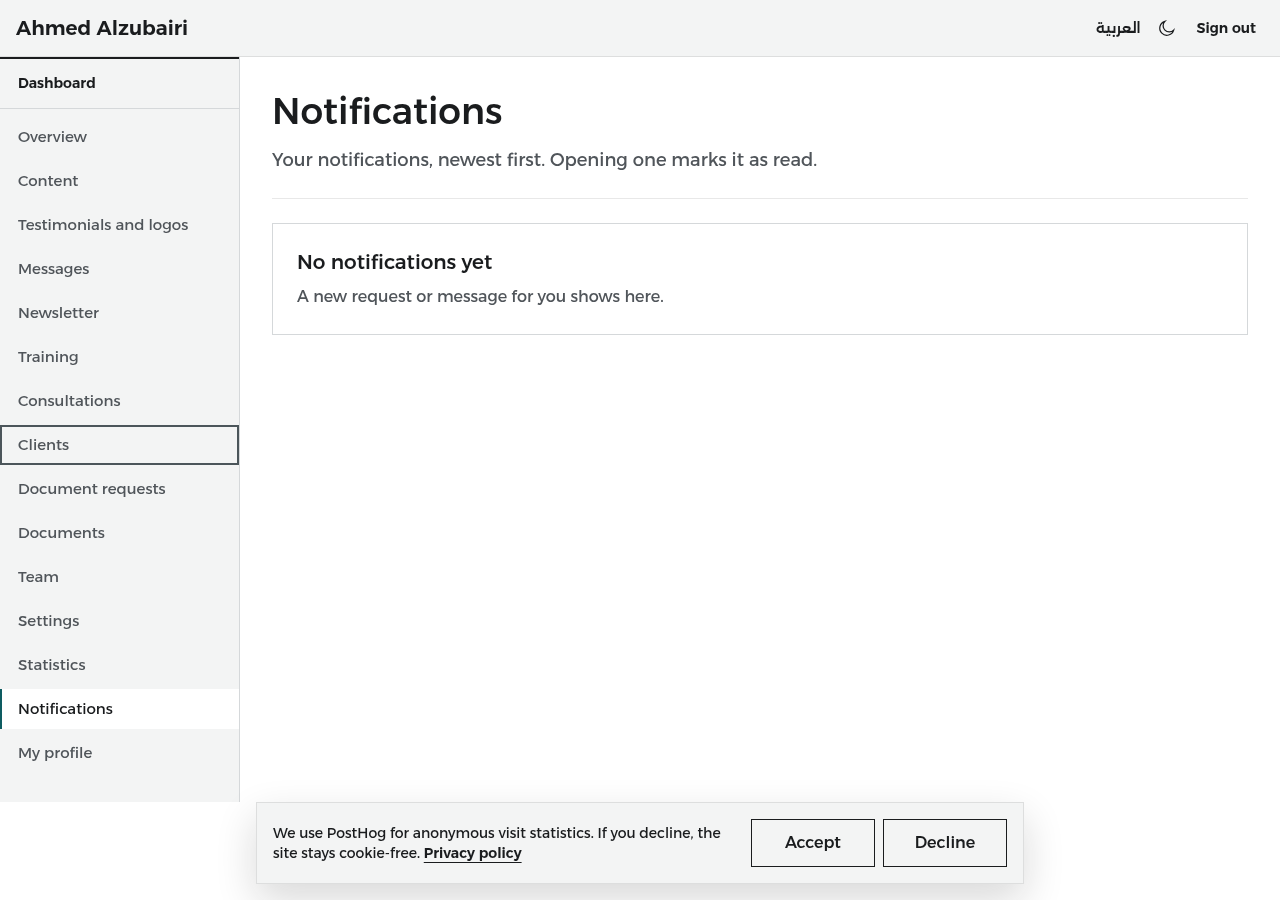 Ahmed Alzubairi
العربية
Sign out
Dashboard
Overview
Content
Testimonials and logos
Messages
Newsletter
Training
Consultations
Clients
Document requests
Documents
Team
Settings
Statistics
Notifications
My profile
Notifications
Your notifications, newest first. Opening one marks it as read.
No notifications yet
A new request or message for you shows here.
We use PostHog for anonymous visit statistics. If you decline, the
site stays cookie-free. Privacy policy
Accept
Decline